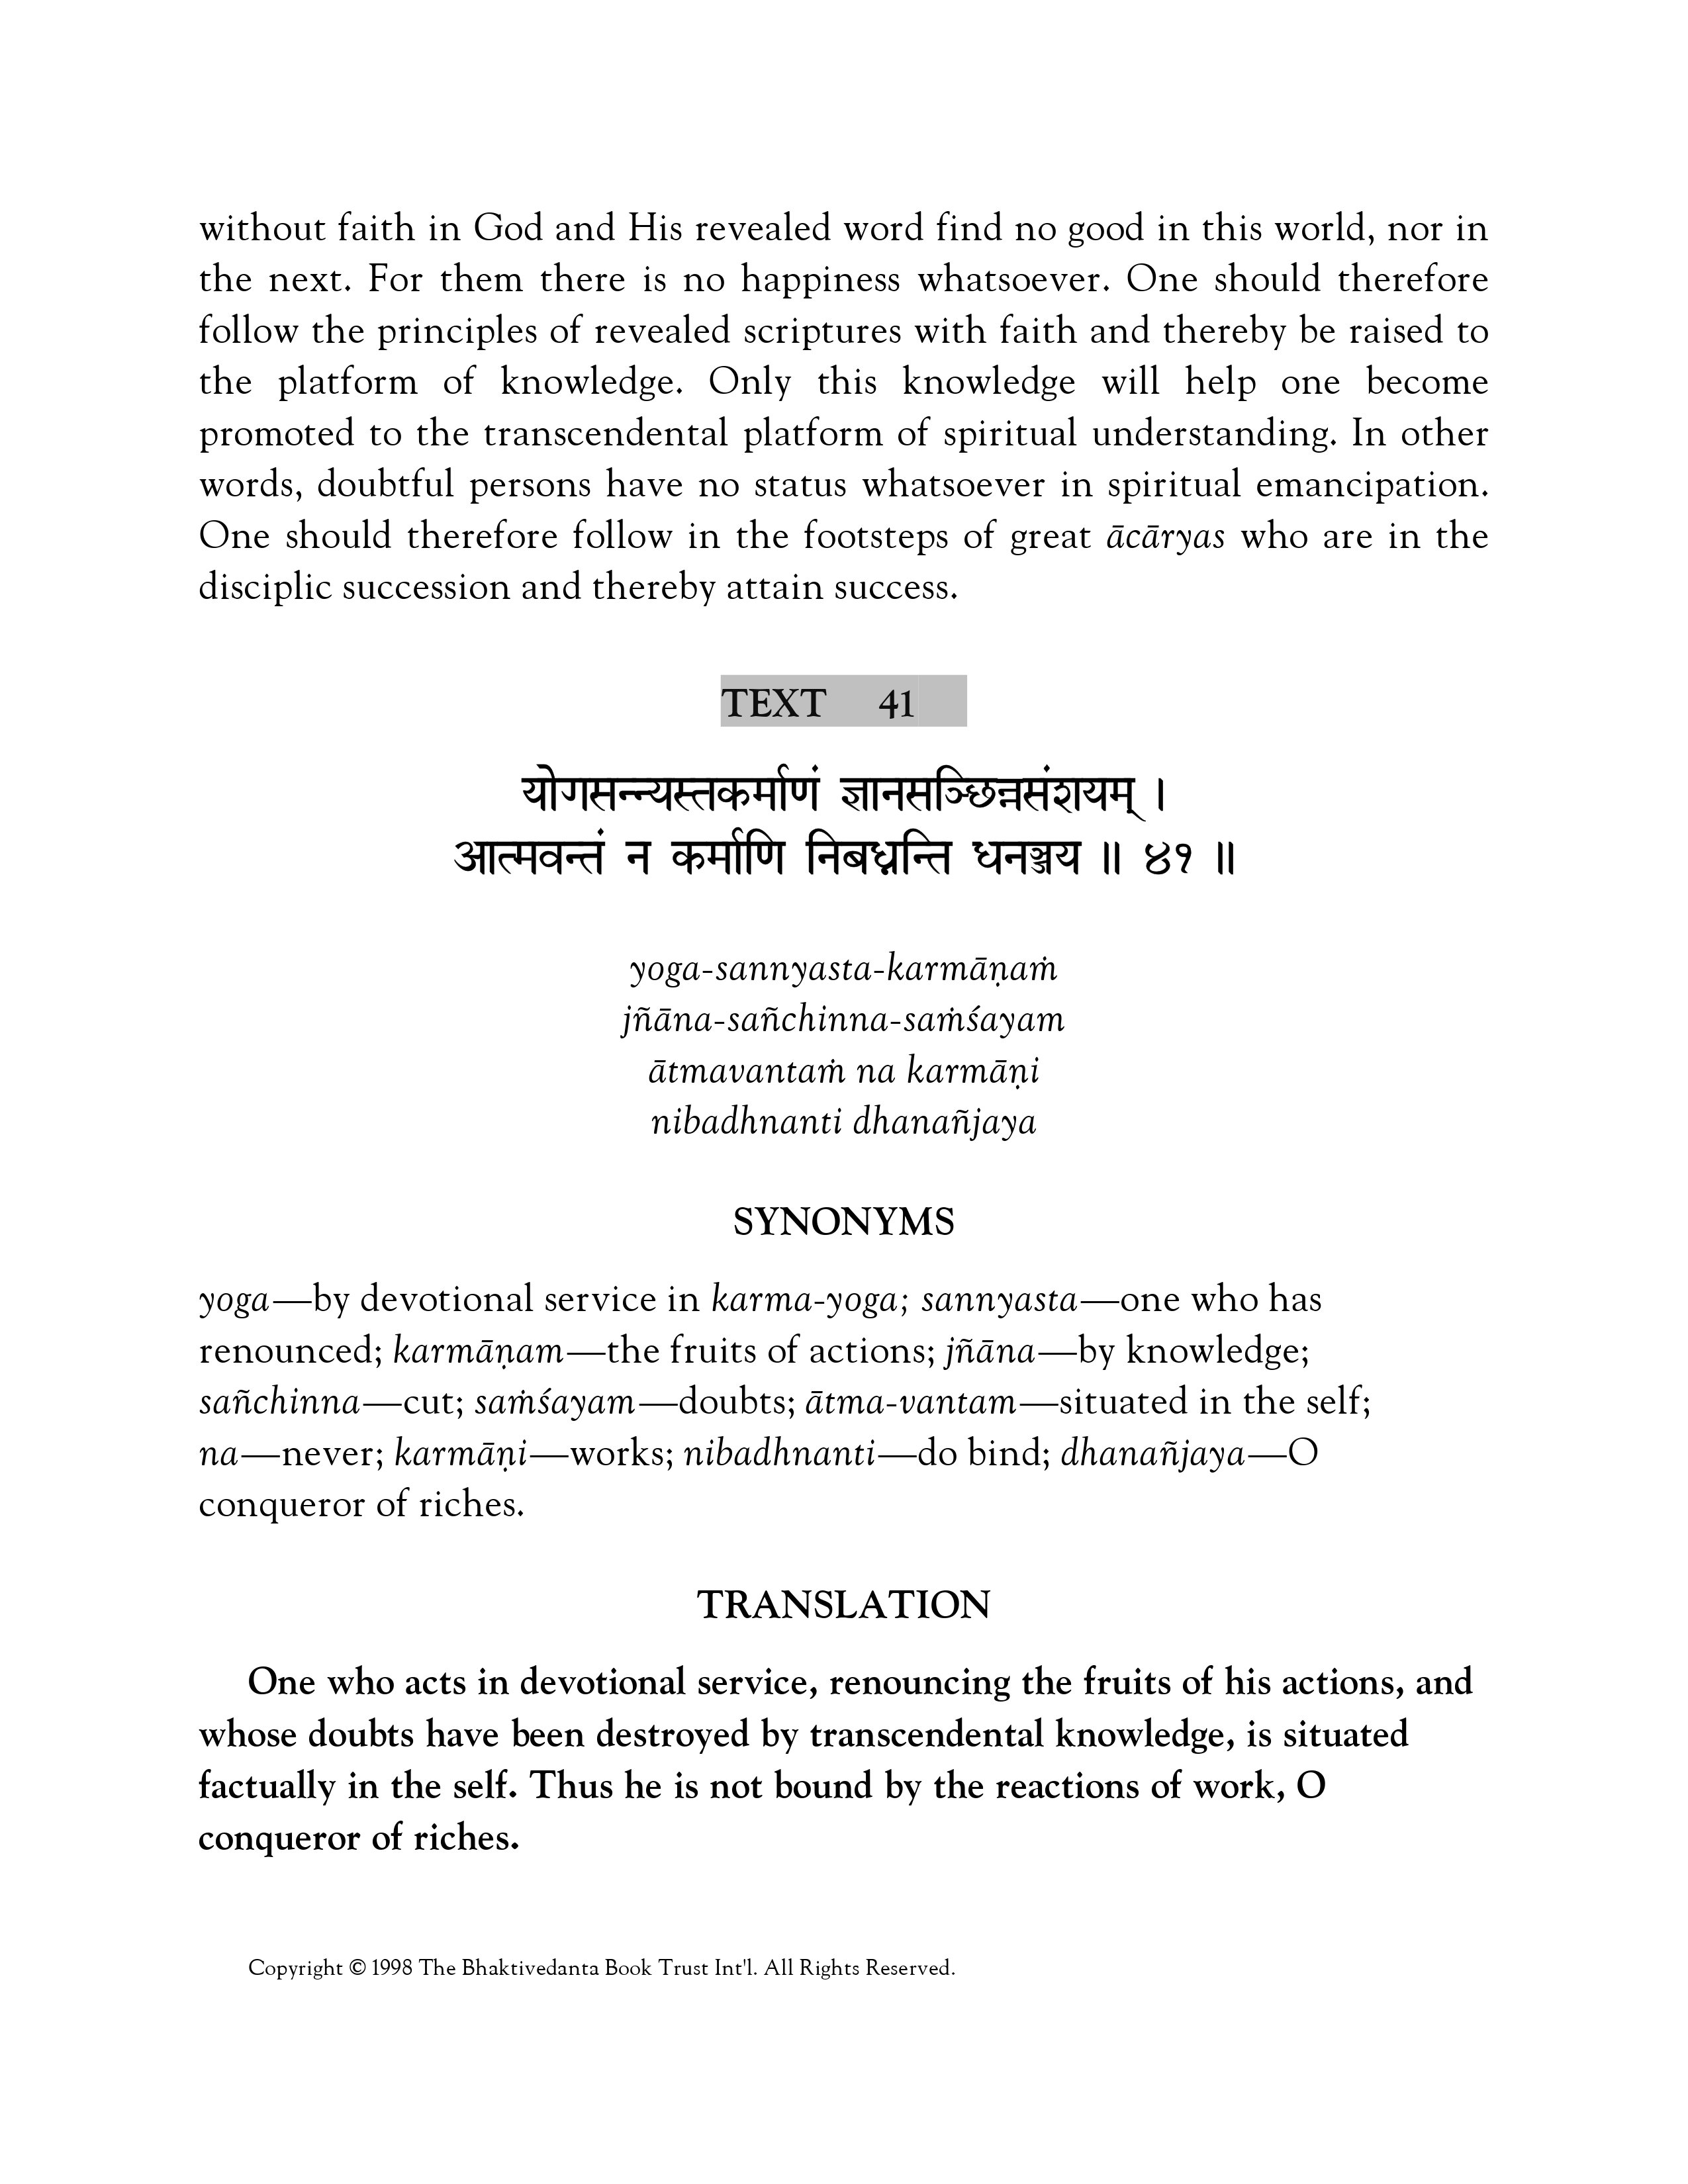 without faith in God and His revealed word find no good in this world, nor in
the next. For them there is no happiness whatsoever. One should therefore
follow the principles of revealed scriptures with faith and thereby be raised to
the platform of knowledge. Only this knowledge will help one become
promoted to the transcendental platform of spiritual understanding. In other
words, doubtful persons have no status whatsoever in spiritual emancipation.
One should therefore follow in the footsteps of great ācāryas who are in the
disciplic succession and thereby attain success.
TEXT 41
योगसन्न्यस्तकर्माणं ज्ञानसञ्छिन्नसंशयम् ।
आत्मवन्तं न कर्माणि निबध्नन्ति धनञ्जय ॥ ४१ ॥
yoga-sannyasta-karmāṇaṁ
jñāna-sañchinna-saṁśayam
ātmavantaṁ na karmāṇi
nibadhnanti dhanañjaya
SYNONYMS
yoga—by devotional service in karma-yoga; sannyasta—one who has
renounced; karmāṇam—the fruits of actions; jñāna—by knowledge;
sañchinna—cut; saṁśayam—doubts; ātma-vantam—situated in the self;
na—never; karmāṇi—works; nibadhnanti—do bind; dhanañjaya—O
conqueror of riches.
TRANSLATION
One who acts in devotional service, renouncing the fruits of his actions, and
whose doubts have been destroyed by transcendental knowledge, is situated
factually in the self. Thus he is not bound by the reactions of work, O
conqueror of riches.
Copyright © 1998 The Bhaktivedanta Book Trust Int'l. All Rights Reserved.